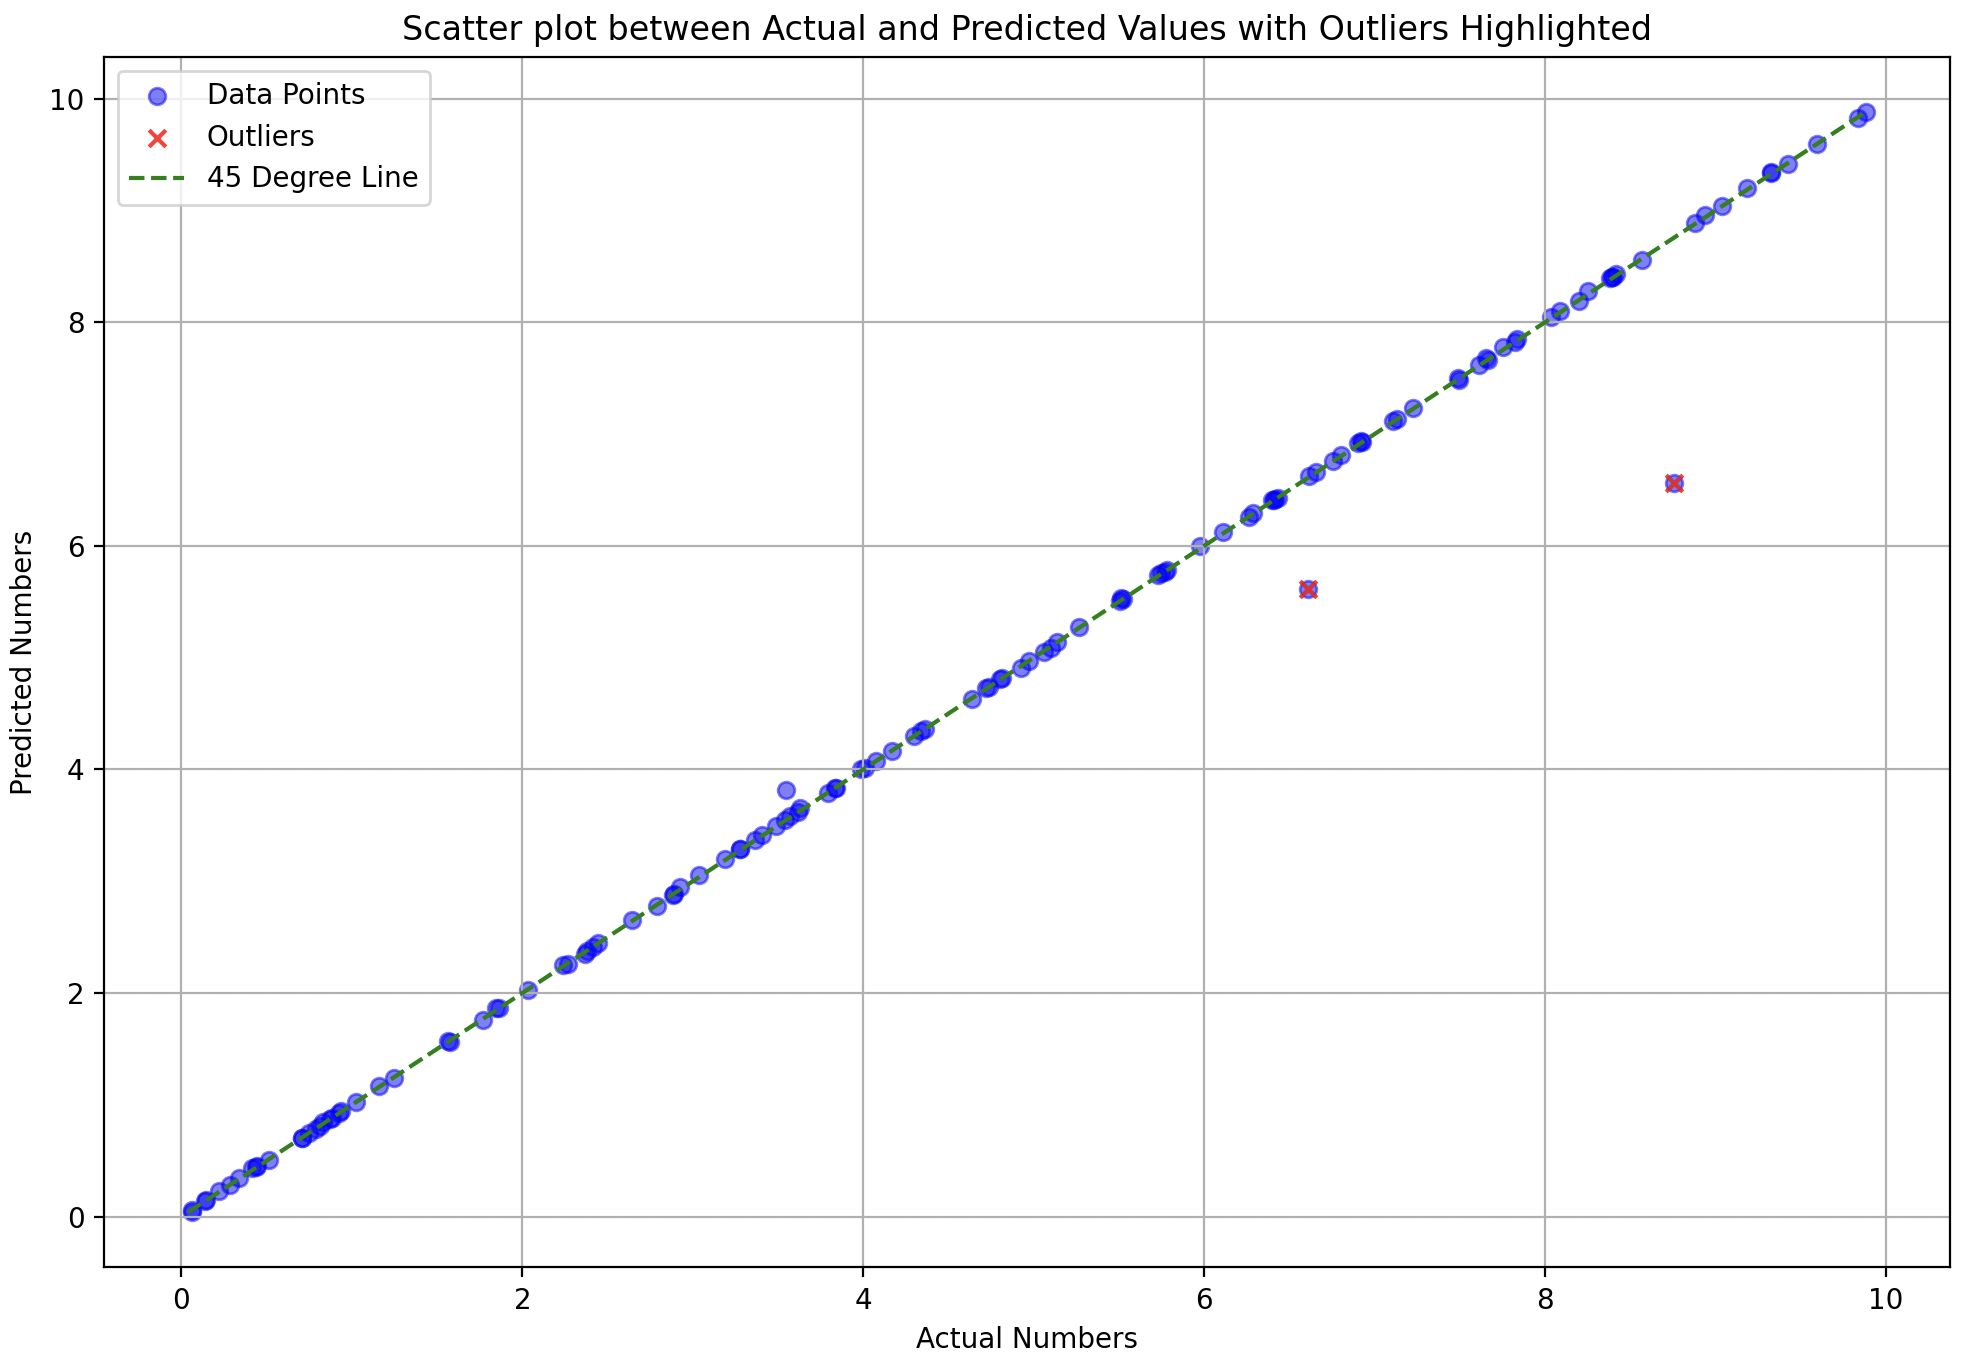 Scatter plot between Actual and Predicted Values with Outliers Highlighted
Data Points
Outliers
45 Degree Line
10
8
6
4
2
0
Predicted Numbers
0 2 4 6 8 10
Actual Numbers